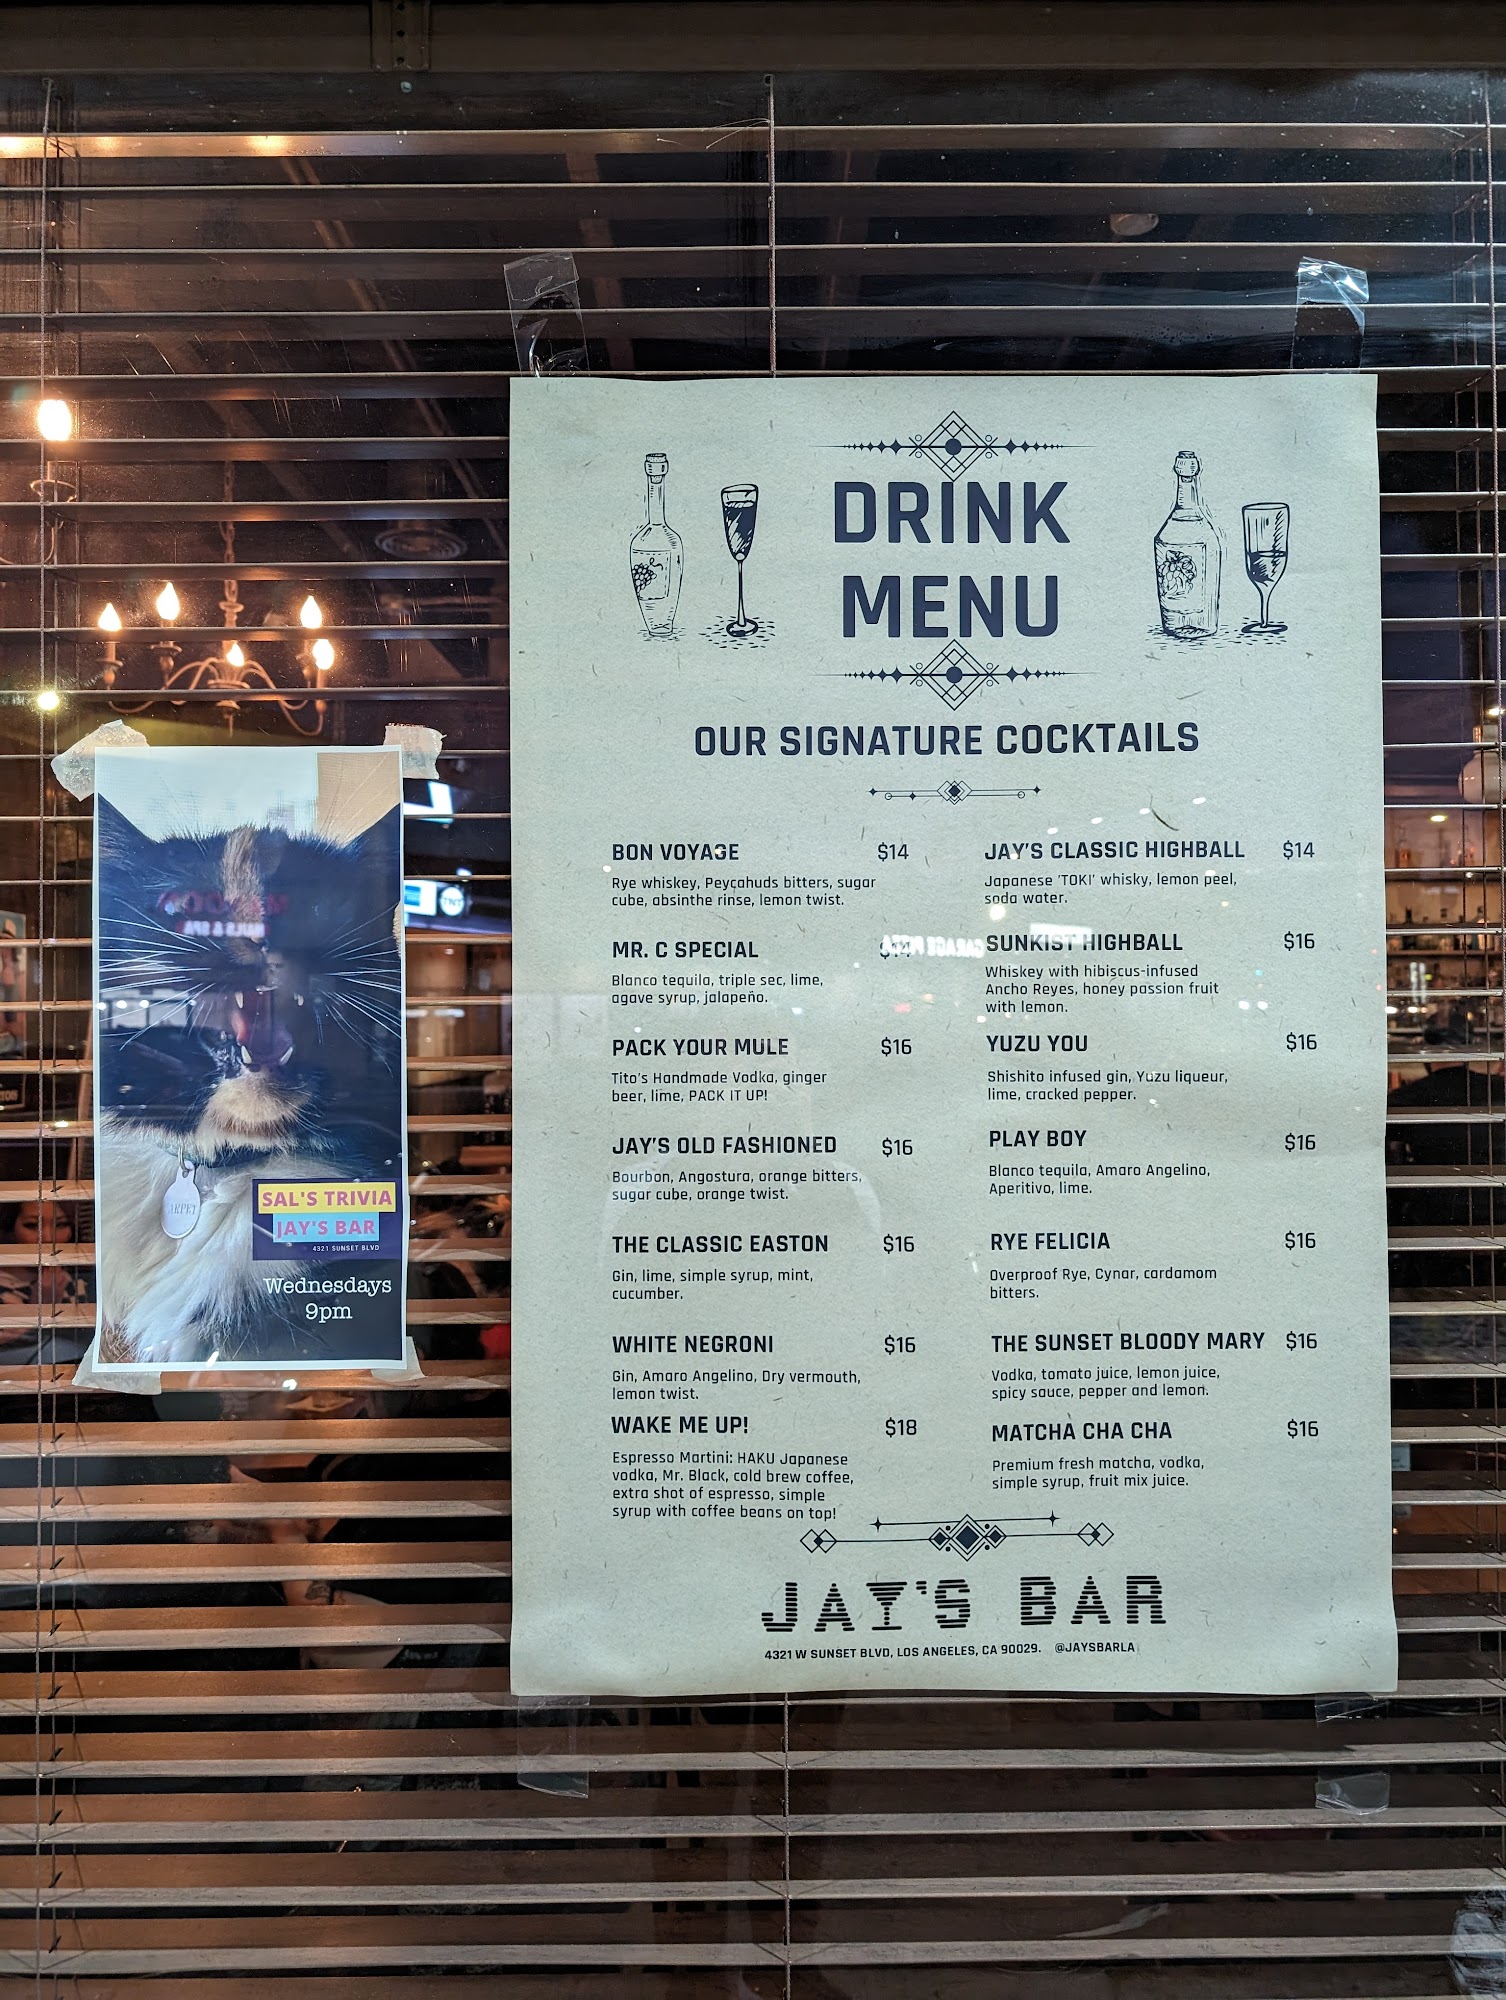 DRINK
MENU
OUR SIGNATURE COCKTAILS
BON VOYAGE $14
Rye whiskey, Peycahuds bitters, sugar
cube, absinthe rinse, lemon twist.
MR. C SPECIAL $14
Blanco tequila, triple sec, lime,
agave syrup, jalapeño.
PACK YOUR MULE $16
Tito's Handmade Vodka, ginger
beer, lime, PACK IT UP!
JAY'S OLD FASHIONED $16
Bourbon, Angostura, orange bitters,
sugar cube, orange twist.
THE CLASSIC EASTON $16
Gin, lime, simple syrup, mint,
cucumber.
WHITE NEGRONI $16
Gin, Amaro Angelino, Dry vermouth,
lemon twist.
WAKE ME UP! $18
Espresso Martini: HAKU Japanese
vodka, Mr. Black, cold brew coffee,
extra shot of espresso, simple
syrup with coffee beans on top!
JAY'S CLASSIC HIGHBALL $14
Japanese 'TOKI' whisky, lemon peel,
soda water.
SUNKIST HIGHBALL $16
Whiskey with hibiscus-infused
Ancho Reyes, honey passion fruit
with lemon.
YUZU YOU $16
Shishito infused gin, Yuzu liqueur,
lime, cracked pepper.
PLAY BOY $16
Blanco tequila, Amaro Angelino,
Aperitivo, lime.
RYE FELICIA $16
Overproof Rye, Cynar, cardamom
bitters.
THE SUNSET BLOODY MARY $16
Vodka, tomato juice, lemon juice,
spicy sauce, pepper and lemon.
MATCHA CHA CHA $16
Premium fresh matcha, vodka,
simple syrup, fruit mix juice.
JAY'S BAR
4321 W SUNSET BLVD, LOS ANGELES, CA 90029. @JAYSBARLA
SAL'S TRIVIA
JAY'S BAR
4321 SUNSET BLVD
Wednesdays
9pm
TNT
NAILS & SPA